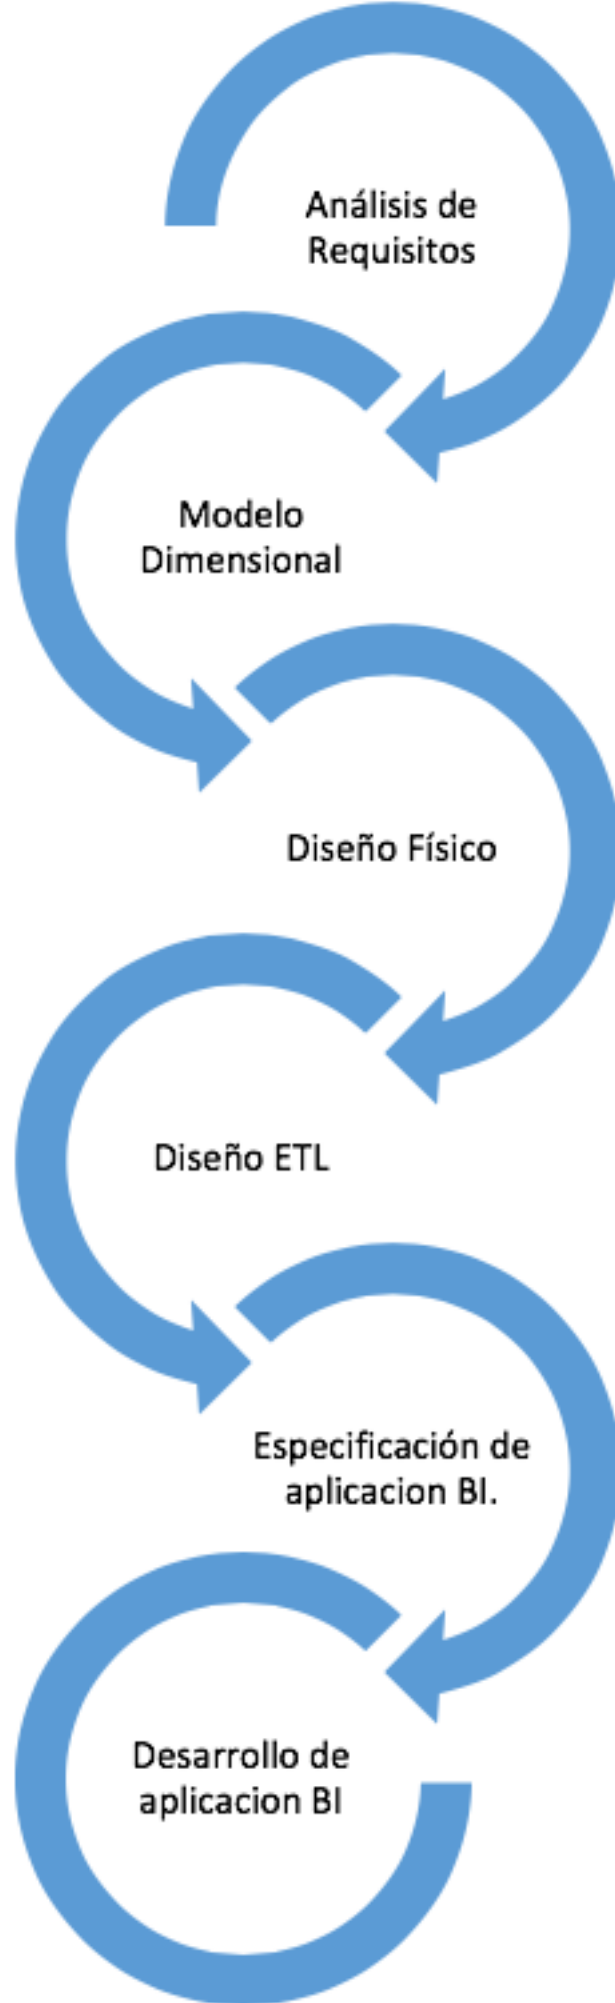 Análisis de
Requisitos
Modelo
Dimensional
Diseño Físico
Diseño ETL
Especificación de
aplicacion BI.
Desarrollo de
aplicacion BI